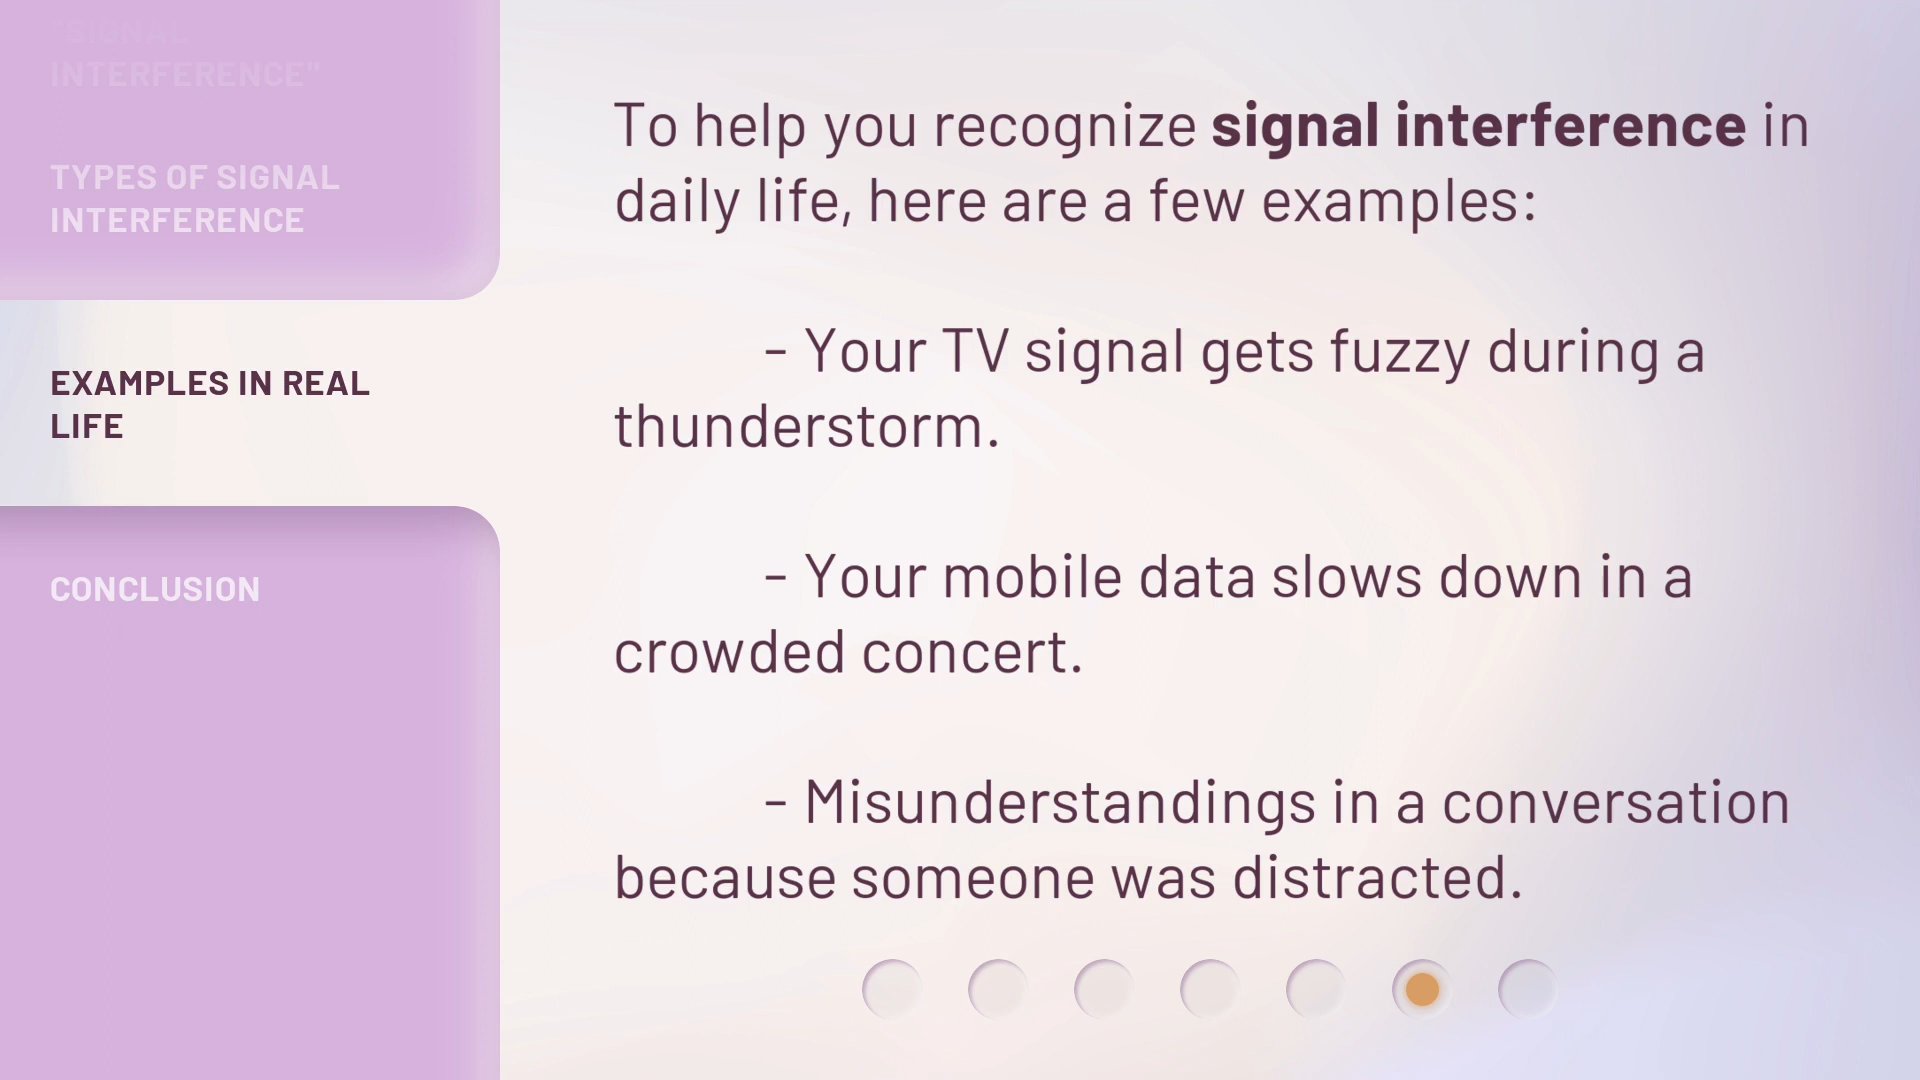 "SIGNAL
INTERFERENCE"
TYPES OF SIGNAL
INTERFERENCE
EXAMPLES IN REAL
LIFE
CONCLUSION
To help you recognize signal interference in
daily life, here are a few examples:
- Your TV signal gets fuzzy during a
thunderstorm.
- Your mobile data slows down in a
crowded concert.
- Misunderstandings in a conversation
because someone was distracted.